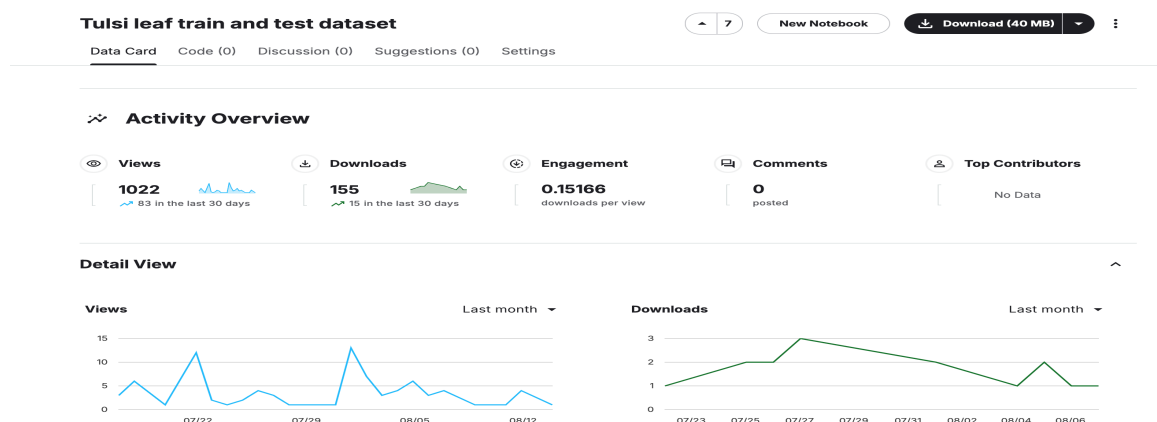 Tulsi leaf train and test dataset
7
New Notebook
Download (40 MB)
Data Card Code (0) Discussion (0) Suggestions (0) Settings
Activity Overview
Views Downloads Engagement Comments Top Contributors
1022 155 0.15166 0 No Data
83 in the last 30 days 15 in the last 30 days downloads per view posted
Detail View
Views Last month
15
10
5
0
07/22 07/29 08/05 08/12
Downloads Last month
3
2
1
0
07/23 07/25 07/27 07/29 07/31 08/02 08/04 08/06